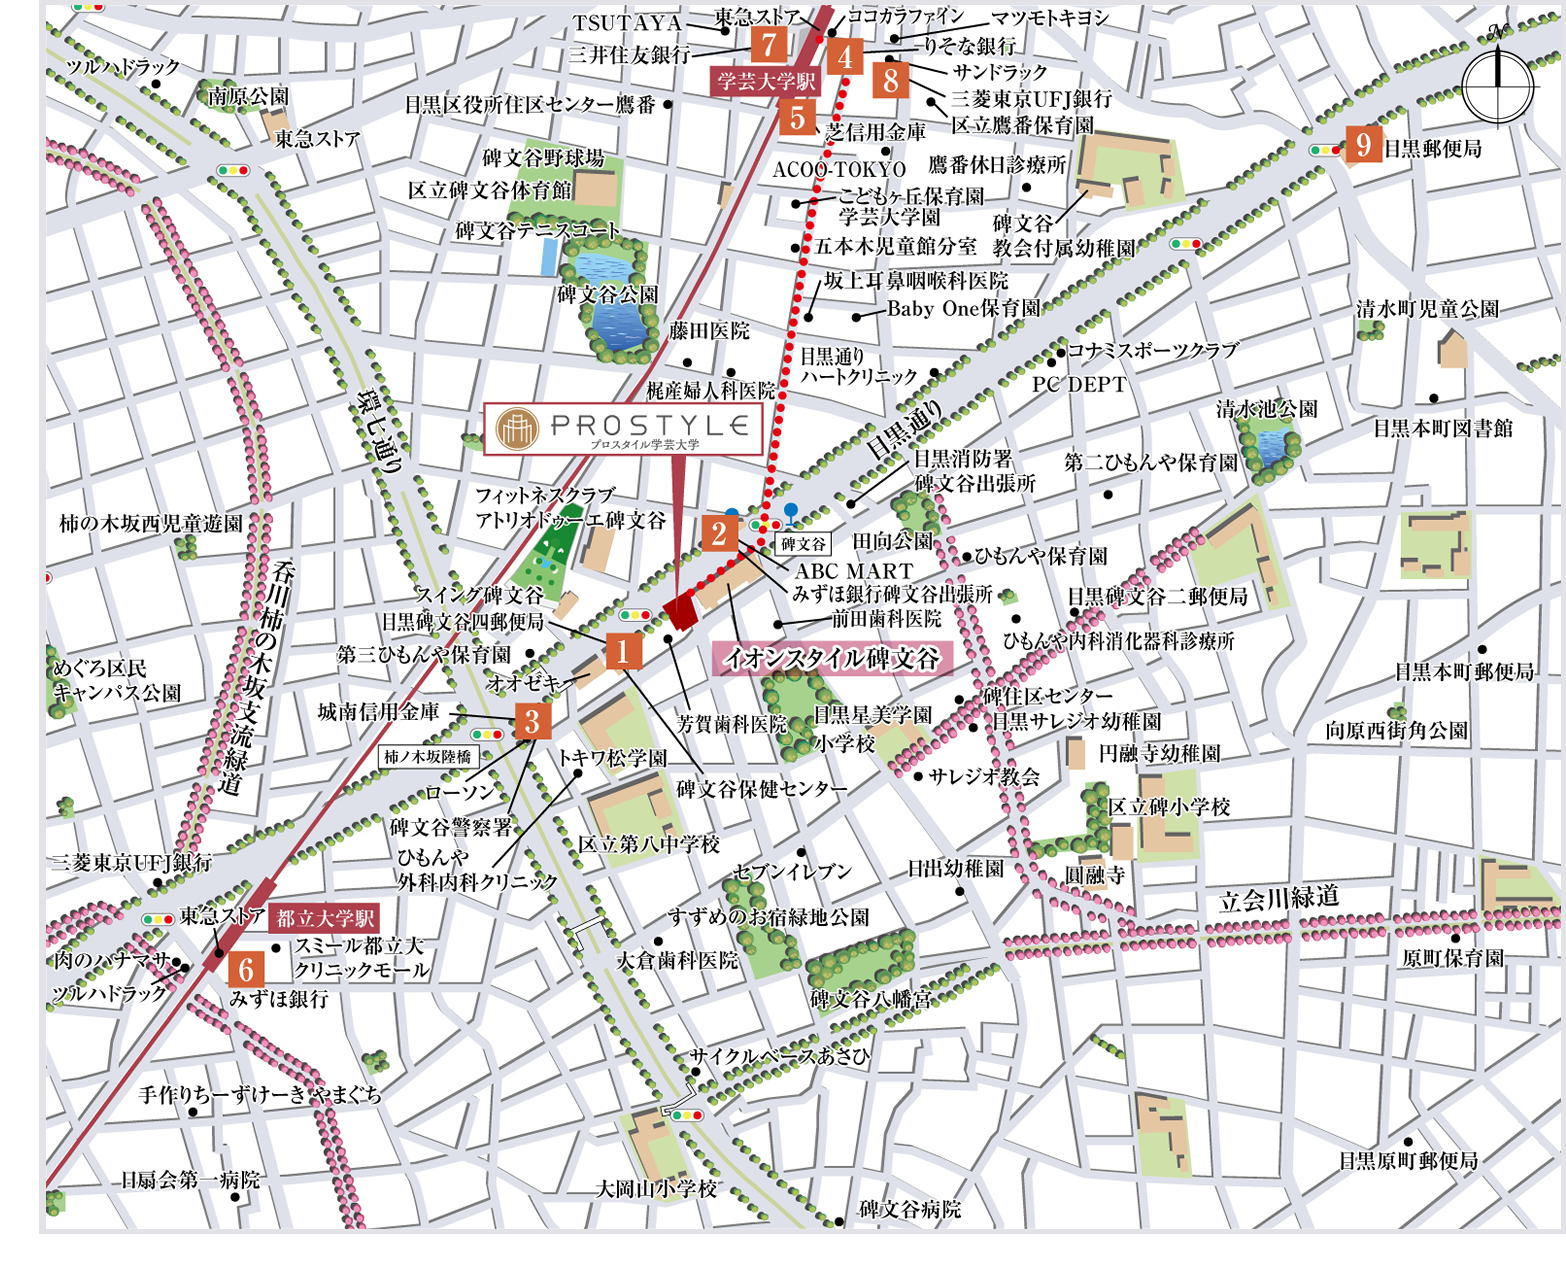 TSUTAYA
東急ストア
ココカラファイン
マツモトキヨシ
N
三井住友銀行
7
4
りそな銀行
ツルハドラック
学芸大学駅
8
サンドラック
南原公園
目黒区役所住区センター鷹番
三菱東京UFJ銀行
5
区立鷹番保育園
東急ストア
芝信用金庫
9
目黒郵便局
碑文谷野球場
ACOO-TOKYO
鷹番休日診療所
区立碑文谷体育館
こどもヶ丘保育園
学芸大学園
碑文谷テニスコート
碑文谷
教会付属幼稚園
五本木児童館分室
坂上耳鼻咽喉科医院
碑文谷公園
Baby One保育園
清水町児童公園
藤田医院
目黒通り
ハートクリニック
コナミスポーツクラブ
PC DEPT
梶産婦人科医院
環七通り
PROSTYLE
プロスタイル学芸大学
目黒通り
清水池公園
目黒本町図書館
目黒消防署
碑文谷出張所
第二ひもんや保育園
フィットネスクラブ
アトリオドゥーエ碑文谷
柿の木坂西児童遊園
2
碑文谷
田向公園
ひもんや保育園
ABC MART
呑川柿の木坂支流緑道
スイング碑文谷
みずほ銀行碑文谷出張所
目黒碑文谷二郵便局
目黒碑文谷四郵便局
前田歯科医院
ひもんや内科消化器科診療所
第三ひもんや保育園
1
イオンスタイル碑文谷
めぐろ区民
キャンパス公園
目黒本町郵便局
オオゼキ
碑住区センター
城南信用金庫
3
芳賀歯科医院
目黒星美学園
小学校
目黒サレジオ幼稚園
向原西街角公園
柿ノ木坂陸橋
トキワ松学園
円融寺幼稚園
ローソン
碑文谷保健センター
サレジオ教会
区立碑小学校
碑文谷警察署
区立第八中学校
ひもんや
外科内科クリニック
三菱東京UFJ銀行
セブンイレブン
日出幼稚園
圓融寺
立会川緑道
東急ストア
都立大学駅
すずめのお宿緑地公園
肉のハナマサ
6
スミール都立大
クリニックモール
大倉歯科医院
原町保育園
ツルハドラック
みずほ銀行
碑文谷八幡宮
サイクルベースあさひ
手作りちーずけーき やまぐち
目黒原町郵便局
日扇会第一病院
大岡山小学校
碑文谷病院